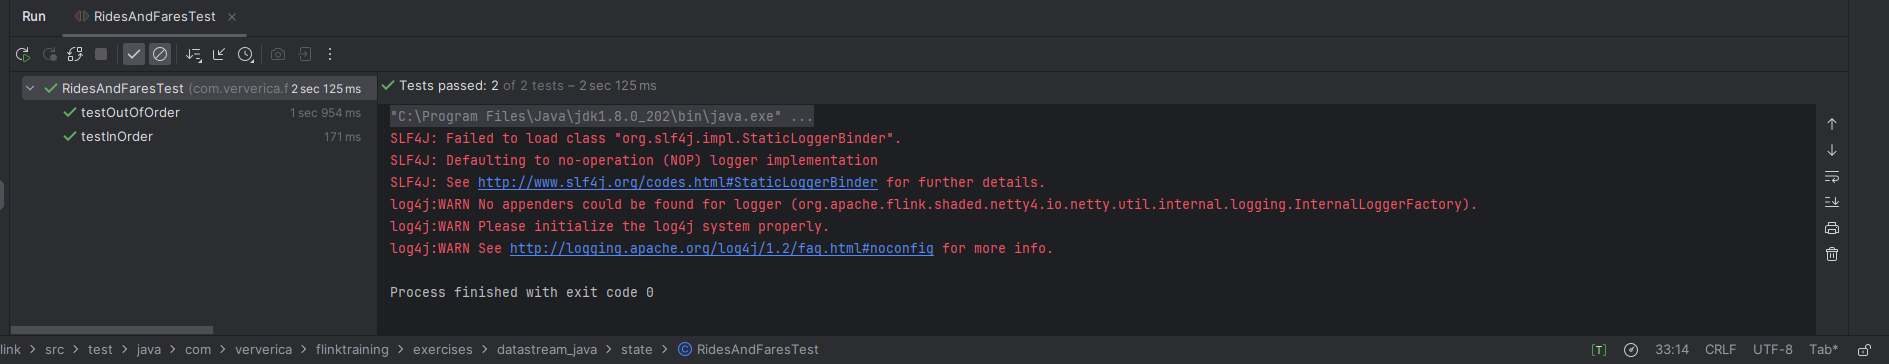 Run RidesAndFaresTest
RidesAndFaresTest (com.ververica.f 2 sec 125 ms
testOutOfOrder 1 sec 954 ms
testInOrder 171 ms
Tests passed: 2 of 2 tests – 2 sec 125 ms
"C:\Program Files\Java\jdk1.8.0_202\bin\java.exe" ...
SLF4J: Failed to load class "org.slf4j.impl.StaticLoggerBinder".
SLF4J: Defaulting to no-operation (NOP) logger implementation
SLF4J: See http://www.slf4j.org/codes.html#StaticLoggerBinder for further details.
log4j:WARN No appenders could be found for logger (org.apache.flink.shaded.netty4.io.netty.util.internal.logging.InternalLoggerFactory).
log4j:WARN Please initialize the log4j system properly.
log4j:WARN See http://logging.apache.org/log4j/1.2/faq.html#noconfig for more info.
Process finished with exit code 0
link > src > test > java > com > ververica > flinktraining > exercises > datastream_java > state > RidesAndFaresTest 33:14 CRLF UTF-8 Tab*